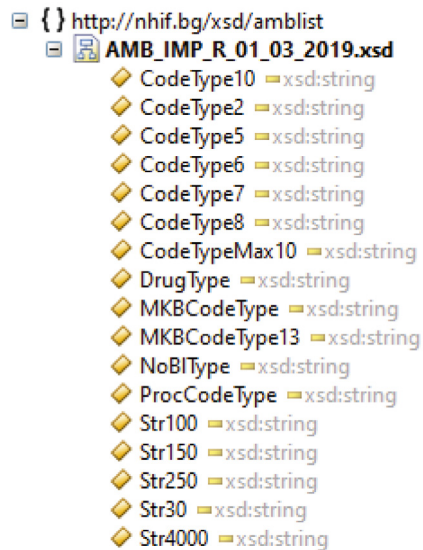 { } http://nhif.bg/xsd/amblist
AMB_IMP_R_01_03_2019.xsd
CodeType10 xsd:string
CodeType2 xsd:string
CodeType5 xsd:string
CodeType6 xsd:string
CodeType7 xsd:string
CodeType8 xsd:string
CodeTypeMax10 xsd:string
DrugType xsd:string
MKBCodeType xsd:string
MKBCodeType13 xsd:string
NoBlType xsd:string
ProcCodeType xsd:string
Str100 xsd:string
Str150 xsd:string
Str250 xsd:string
Str30 xsd:string
Str4000 xsd:string